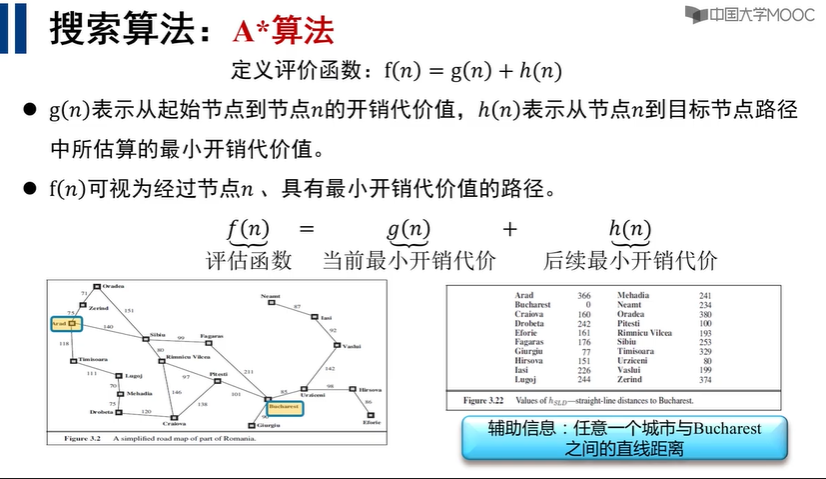 中国大学MOOC
搜索算法：A*算法
定义评价函数：f(n) = g(n) + h(n)
● g(n)表示从起始节点到节点n的开销代价值，h(n)表示从节点n到目标节点路径
中所估算的最小开销代价值。
● f(n)可视为经过节点n 、具有最小开销代价值的路径。
f(n) = g(n) + h(n)
评估函数 当前最小开销代价 后续最小开销代价
Oradea
71
Neamt
87
Zerind
75
151
Iasi
Arad
140
92
Sibiu
99
Fagaras
118
80
Vaslui
Timisoara
Rimnicu Vilcea
142
111
Lugoj
97
Pitesti
211
70
98
Hirsova
Mehadia
146
101
85
Urziceni
75
138
86
Bucharest
Drobeta
120
90
Craiova
Giurgiu
Eforie
Figure 3.2 A simplified road map of part of Romania.
Arad 366 Mehadia 241
Bucharest 0 Neamt 234
Craiova 160 Oradea 380
Drobeta 242 Pitesti 100
Eforie 161 Rimnicu Vilcea 193
Fagaras 176 Sibiu 253
Giurgiu 77 Timisoara 329
Hirsova 151 Urziceni 80
Iasi 226 Vaslui 199
Lugoj 244 Zerind 374
Figure 3.22 Values of hSLD—straight-line distances to Bucharest.
辅助信息：任意一个城市与Bucharest
之间的直线距离